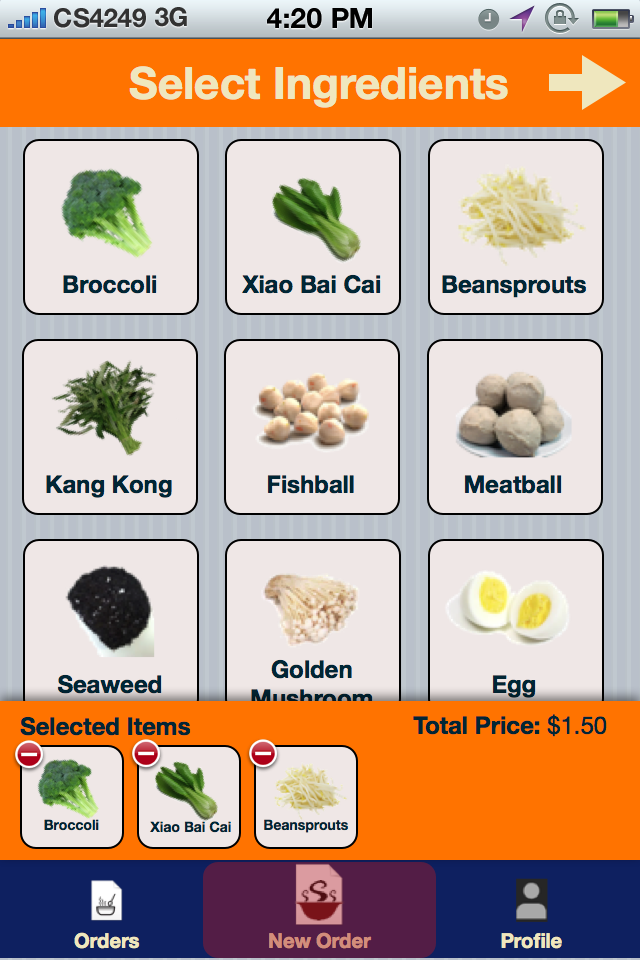 CS4249 3G
4:20 PM
Select Ingredients
Broccoli
Xiao Bai Cai
Beansprouts
Kang Kong
Fishball
Meatball
Seaweed
Golden
Mushroom
Egg
Selected Items
Total Price: $1.50
Broccoli
Xiao Bai Cai
Beansprouts
Orders
New Order
Profile